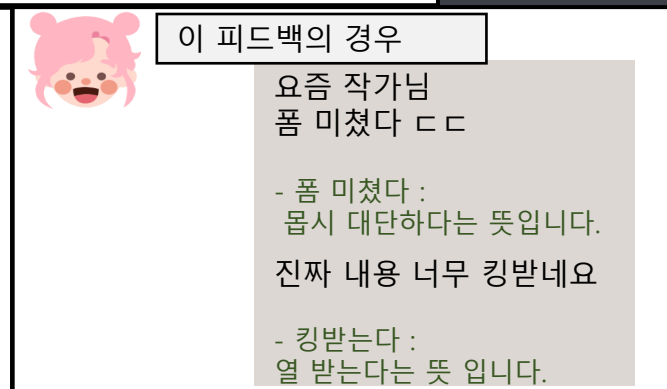 이 피드백의 경우
요즘 작가님
폼 미쳤다 ㄷㄷ
- 폼 미쳤다 :
몹시 대단하다는 뜻입니다.
진짜 내용 너무 킹받네요
- 킹받는다 :
열 받는다는 뜻 입니다.